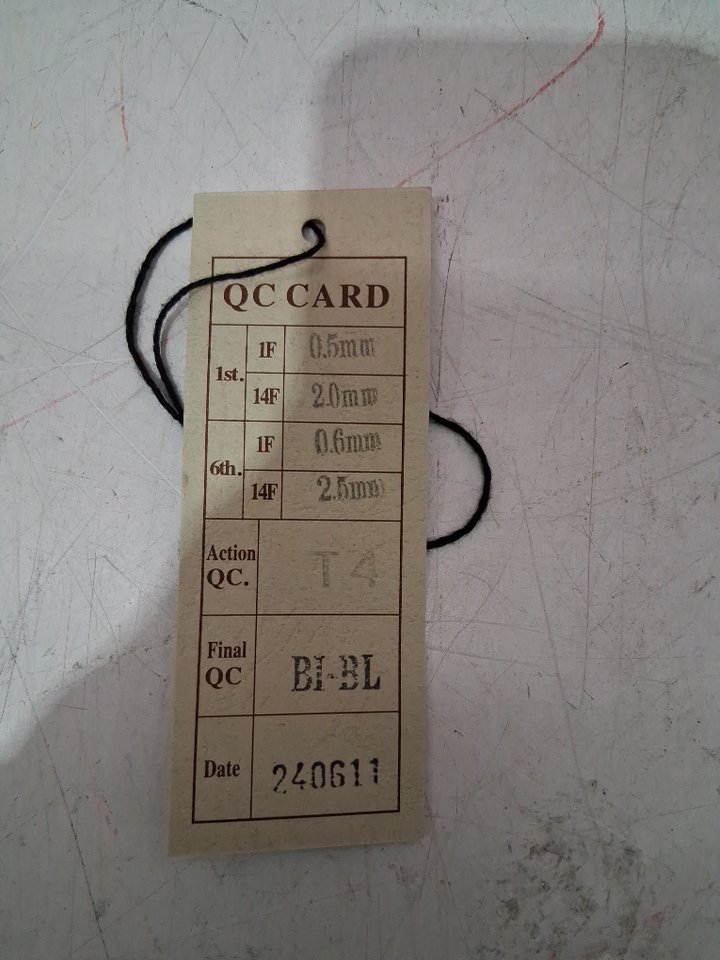 QC CARD
1st. 1F 0.5mm
14F 2.0mm
6th. 1F 0.6mm
14F 2.5mm
Action QC. T4
Final QC BI-BL
Date 240611